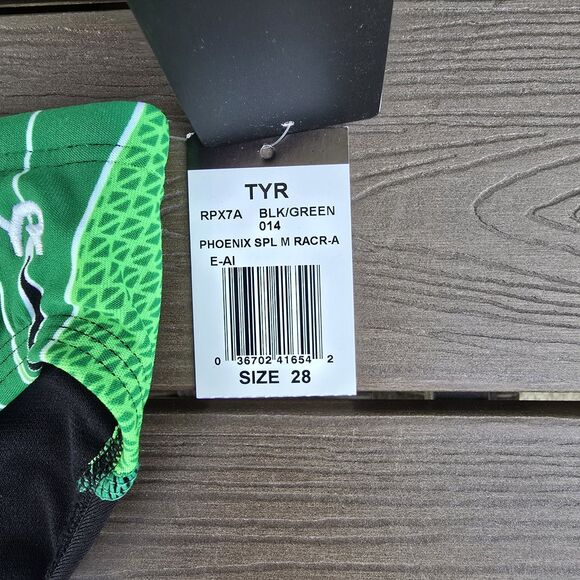 TYR
RPX7A BLK/GREEN
014
PHOENIX SPL M RACR-A
E-AI
0 36702 41654 2
SIZE 28